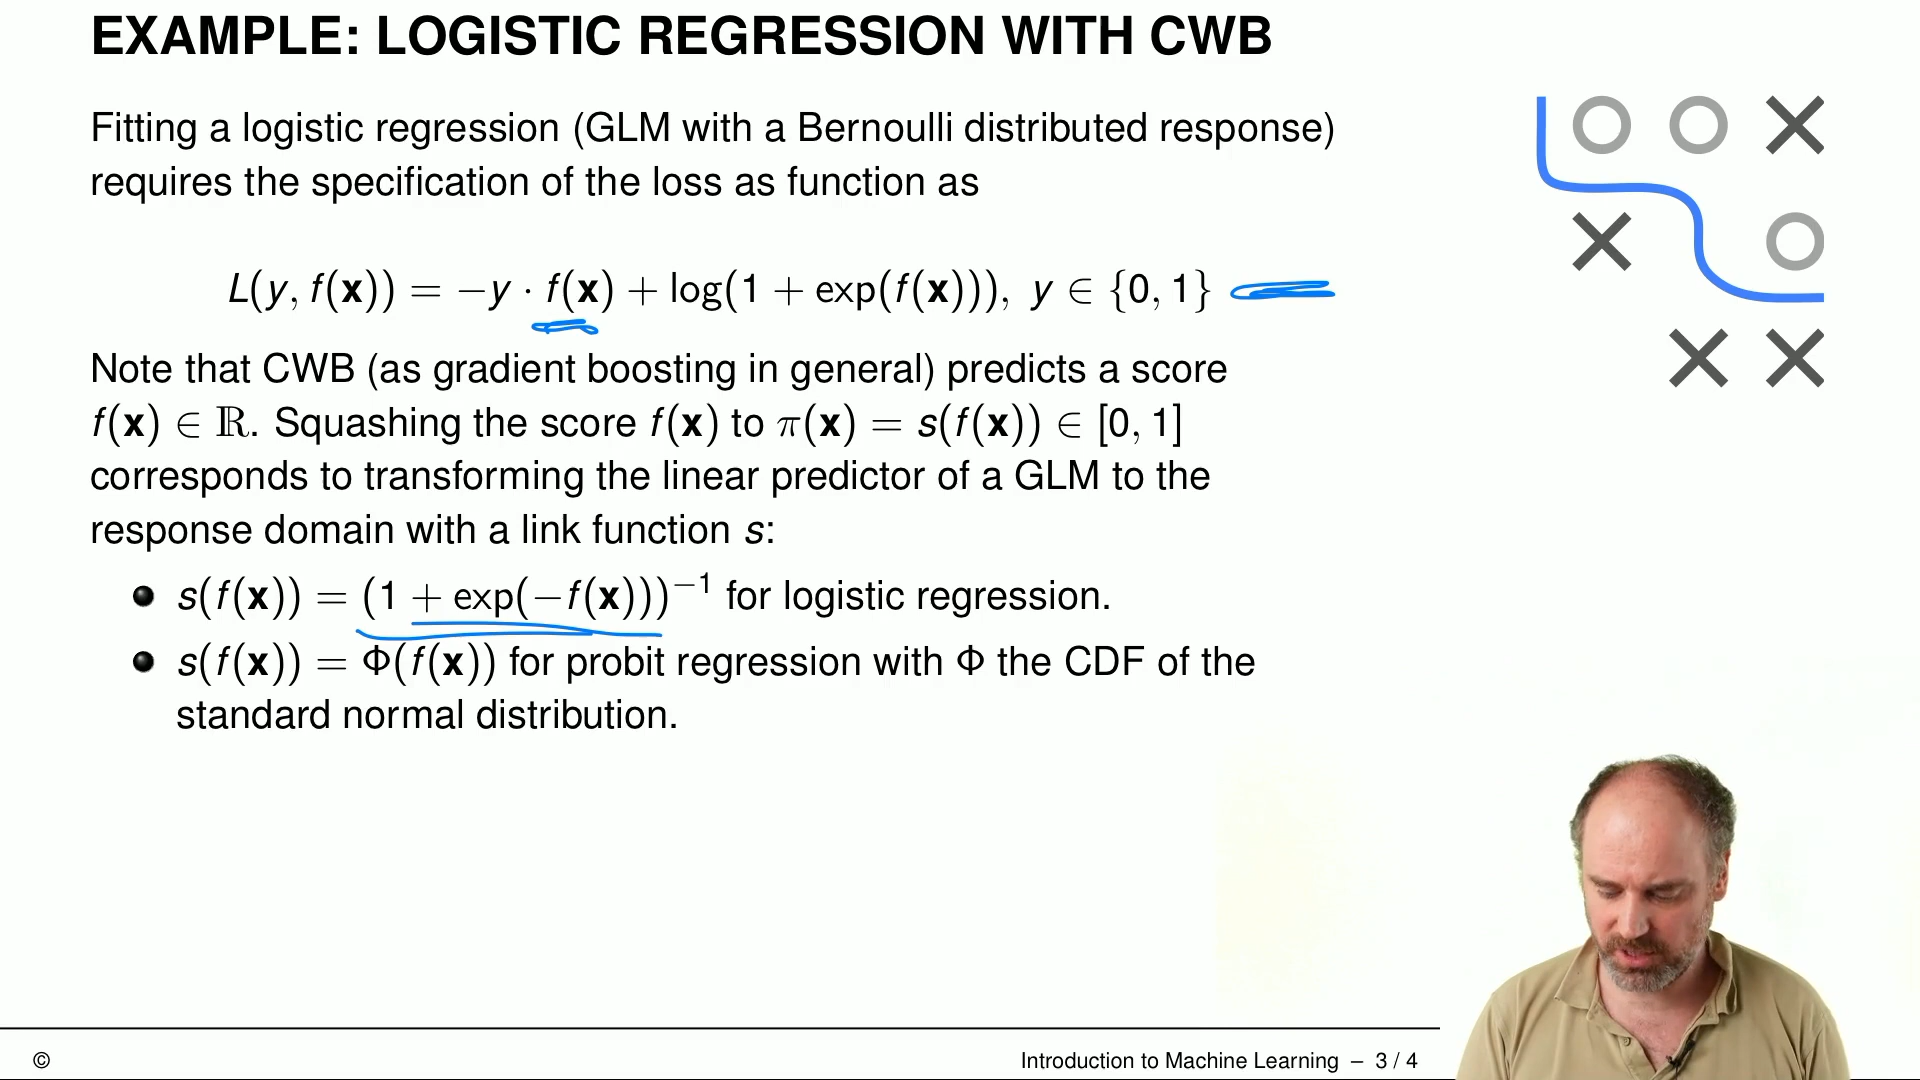 EXAMPLE: LOGISTIC REGRESSION WITH CWB
Fitting a logistic regression (GLM with a Bernoulli distributed response)
requires the specification of the loss as function as
L(y, f(x)) = −y · f(x) + log(1 + exp(f(x))), y ∈ {0, 1}
Note that CWB (as gradient boosting in general) predicts a score
f(x) ∈ ℝ. Squashing the score f(x) to π(x) = s(f(x)) ∈ [0, 1]
corresponds to transforming the linear predictor of a GLM to the
response domain with a link function s:
● s(f(x)) = (1 + exp(−f(x)))⁻¹ for logistic regression.
● s(f(x)) = Φ(f(x)) for probit regression with Φ the CDF of the
standard normal distribution.
© Introduction to Machine Learning – 3 / 4